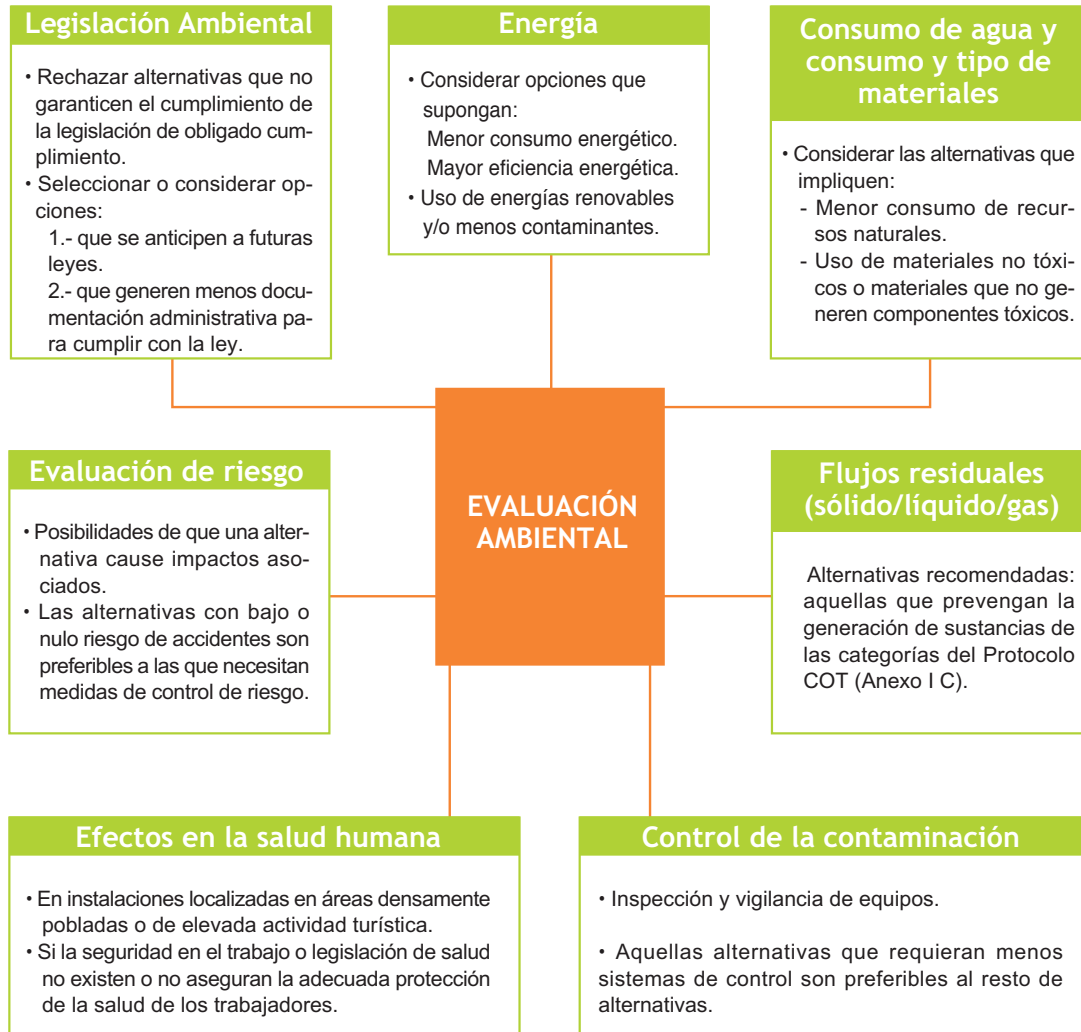 Legislación Ambiental
• Rechazar alternativas que no
garanticen el cumplimiento de
la legislación de obligado cum-
plimiento.
• Seleccionar o considerar op-
ciones:
1.- que se anticipen a futuras
leyes.
2.- que generen menos docu-
mentación administrativa pa-
ra cumplir con la ley.
Energía
• Considerar opciones que
supongan:
Menor consumo energético.
Mayor eficiencia energética.
• Uso de energías renovables
y/o menos contaminantes.
Consumo de agua y
consumo y tipo de
materiales
• Considerar las alternativas que
impliquen:
- Menor consumo de recur-
sos naturales.
- Uso de materiales no tóxi-
cos o materiales que no ge-
neren componentes tóxicos.
Evaluación de riesgo
• Posibilidades de que una alter-
nativa cause impactos aso-
ciados.
• Las alternativas con bajo o
nulo riesgo de accidentes son
preferibles a las que necesitan
medidas de control de riesgo.
EVALUACIÓN
AMBIENTAL
Flujos residuales
(sólido/líquido/gas)
Alternativas recomendadas:
aquellas que prevengan la
generación de sustancias de
las categorías del Protocolo
COT (Anexo I C).
Efectos en la salud humana
• En instalaciones localizadas en áreas densamente
pobladas o de elevada actividad turística.
• Si la seguridad en el trabajo o legislación de salud
no existen o no aseguran la adecuada protección
de la salud de los trabajadores.
Control de la contaminación
• Inspección y vigilancia de equipos.
• Aquellas alternativas que requieran menos
sistemas de control son preferibles al resto de
alternativas.